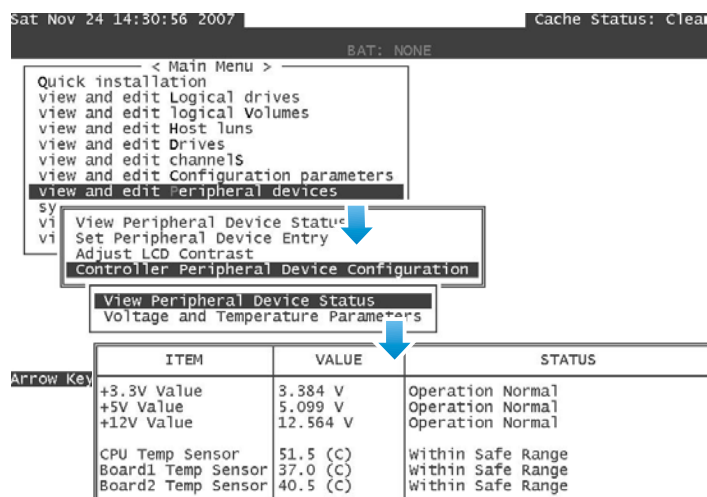 Sat Nov 24 14:30:56 2007 Cache Status: Clea
BAT: NONE
< Main Menu >
Quick installation
view and edit Logical drives
view and edit logical Volumes
view and edit Host luns
view and edit Drives
view and edit channelS
view and edit Configuration parameters
view and edit Peripheral devices
sy
vi View Peripheral Device Status
vi Set Peripheral Device Entry
Adjust LCD Contrast
Controller Peripheral Device Configuration
View Peripheral Device Status
Voltage and Temperature Parameters
ITEM VALUE STATUS
Arrow Key
+3.3V Value 3.384 V Operation Normal
+5V Value 5.099 V Operation Normal
+12V Value 12.564 V Operation Normal
CPU Temp Sensor 51.5 (C) Within Safe Range
Board1 Temp Sensor 37.0 (C) Within Safe Range
Board2 Temp Sensor 40.5 (C) Within Safe Range